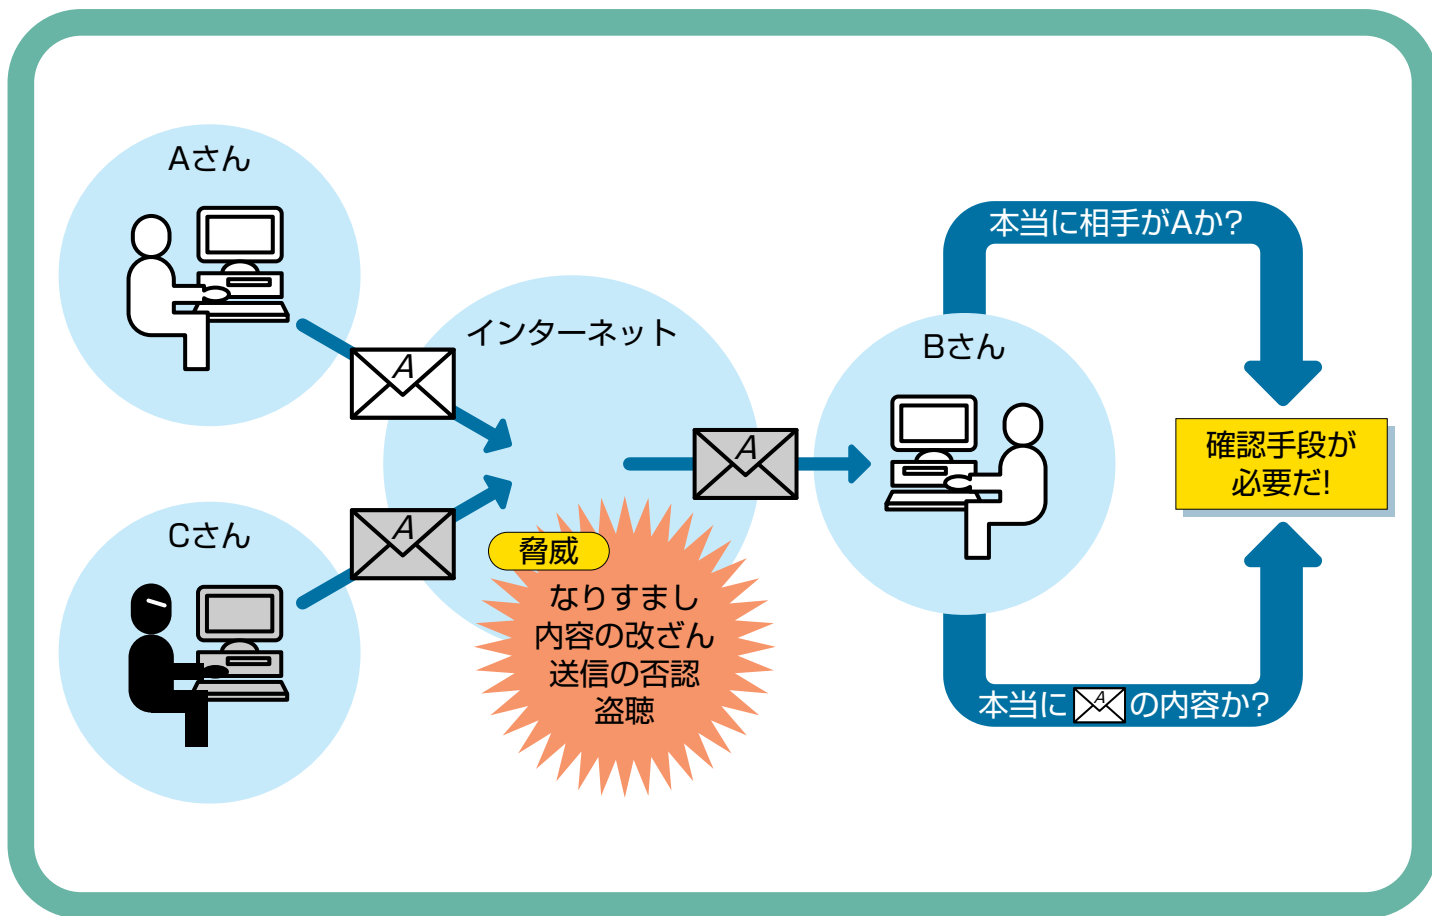 Aさん
A
インターネット
Cさん
A
脅威
なりすまし
内容の改ざん
送信の否認
盗聴
A
Bさん
本当に相手がAか?
確認手段が
必要だ!
本当に A の内容か?